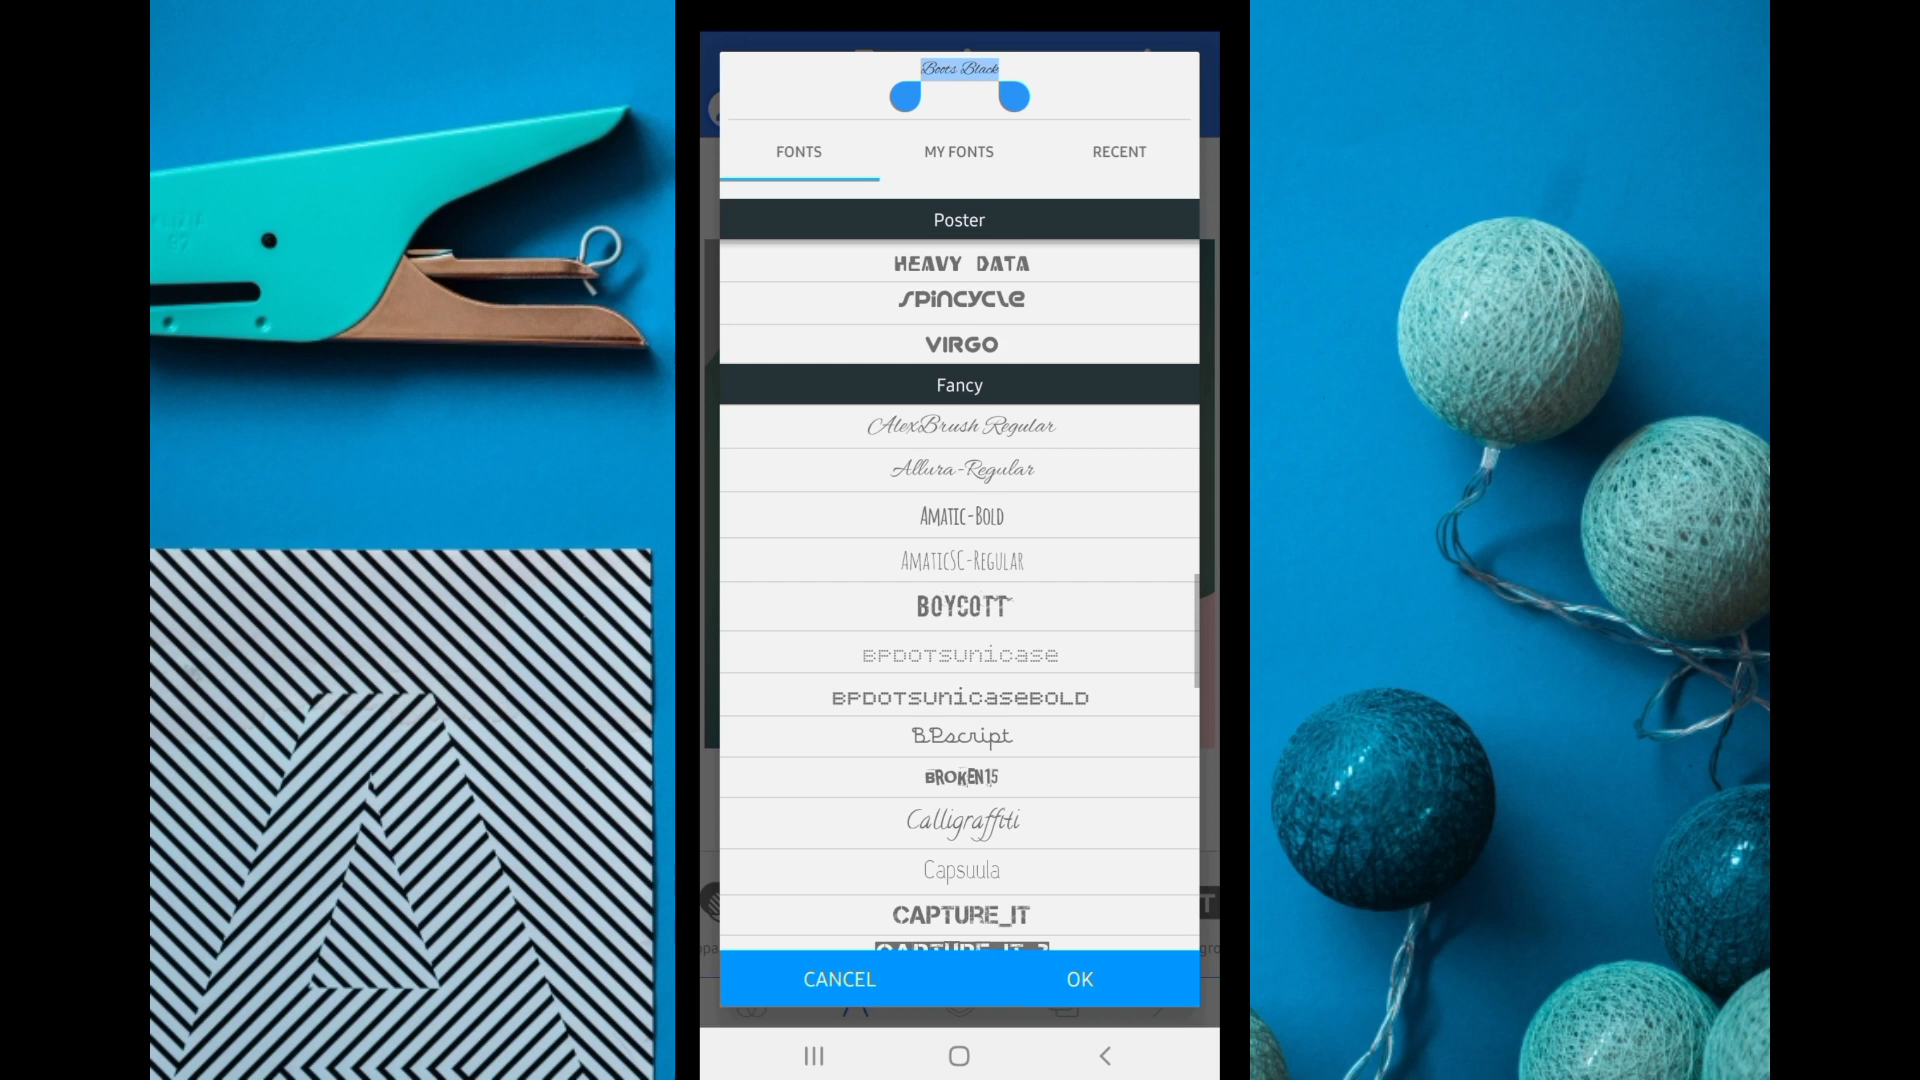 Boots Black
FONTS
MY FONTS
RECENT
Poster
HEAVY DATA
SPINCYCLE
VIRGO
Fancy
AlexBrush Regular
Allura-Regular
AMATIC-BOLD
AMATICSC-REGULAR
BOYCOTT
BPDOTSUnicase
BPDOTSUnicaseBOLD
BPscript
BROKEN15
Calligraffiti
Capsuula
CAPTURE_IT
CANCEL
OK